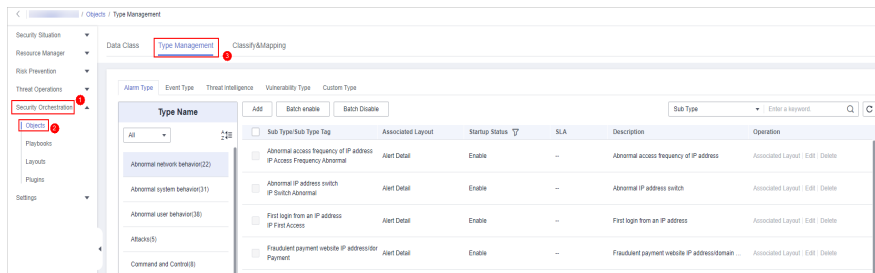 / Objects / Type Management
Security Situation
Resource Manager
Risk Prevention
Threat Operations
Security Orchestration
1
Objects
2
Playbooks
Layouts
Plugins
Settings
Data Class
Type Management
3
Classify&Mapping
Alarm Type
Event Type
Threat Intelligence
Vulnerability Type
Custom Type
Type Name
All
Abnormal network behavior(22)
Abnormal system behavior(31)
Abnormal user behavior(38)
Attacks(5)
Command and Control(8)
Add
Batch enable
Batch Disable
Sub Type
Enter a keyword
Sub Type/Sub Type Tag
Associated Layout
Startup Status
SLA
Description
Operation
Abnormal access frequency of IP address
IP Access Frequency Abnormal
Alert Detail
Enable
--
Abnormal access frequency of IP address
Associated Layout Edit Delete
Abnormal IP address switch
IP Switch Abnormal
Alert Detail
Enable
--
Abnormal IP address switch
Associated Layout Edit Delete
First login from an IP address
IP First Access
Alert Detail
Enable
--
First login from an IP address
Associated Layout Edit Delete
Fraudulent payment website IP address/dor
Payment
Alert Detail
Enable
--
Fraudulent payment website IP address/domain ...
Associated Layout Edit Delete